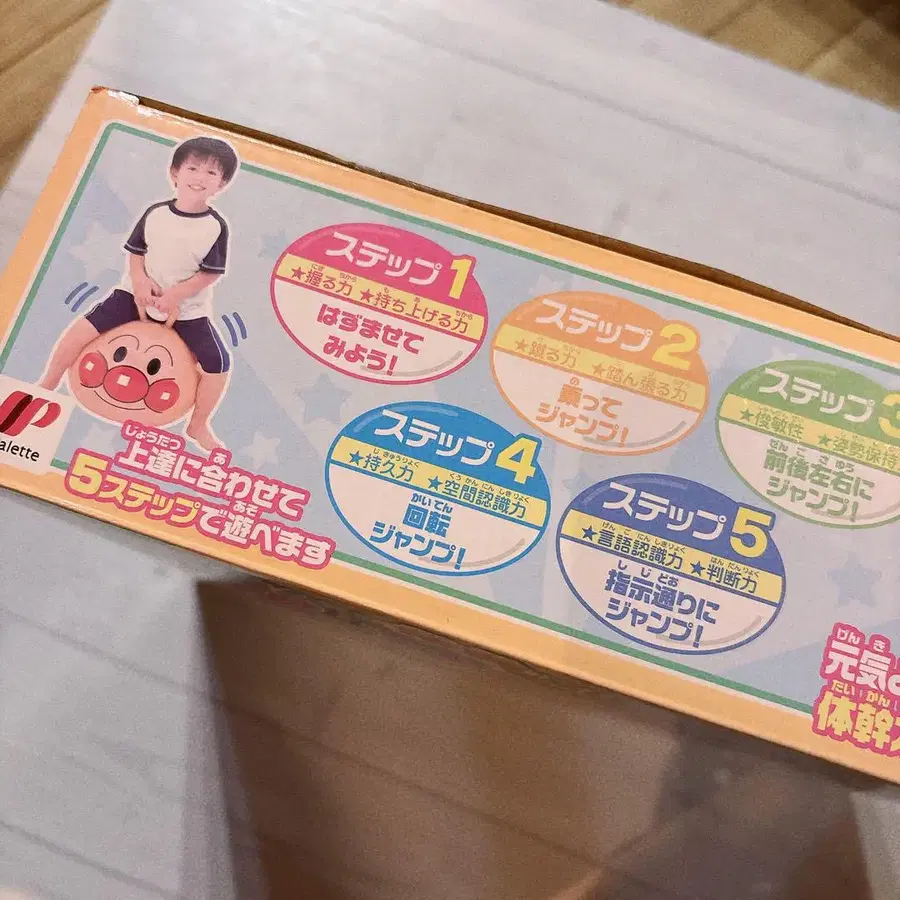 ステップ1
★握る力 ★持ち上げる力
はずませて
みよう!
ステップ2
★蹴る力 ★踏ん張る力
乗って
ジャンプ!
ステップ3
★俊敏性 ★姿勢保持
前後左右に
ジャンプ!
ステップ4
★持久力 ★空間認識力
回転
ジャンプ!
ステップ5
★言語認識力 ★判断力
指示通りに
ジャンプ!
alette
上達に合わせて
5ステップで遊べます
元気
体幹